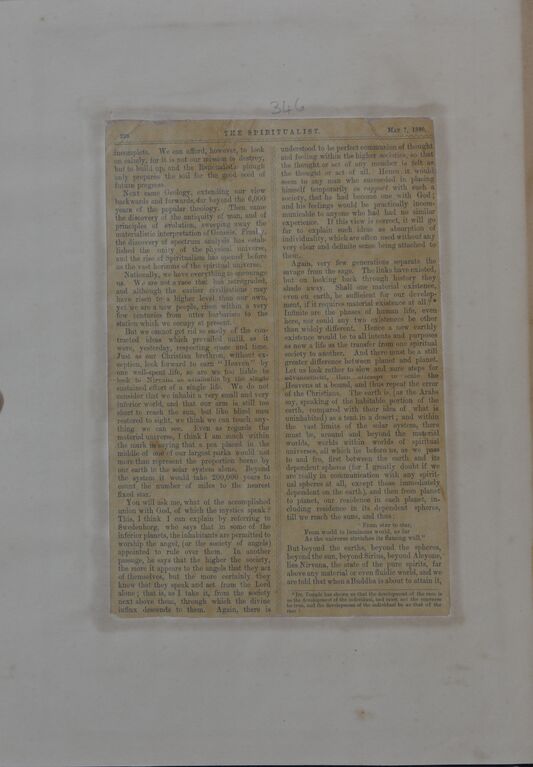 346
226
THE SPIRITUALIST.
MAY 7, 1880.
incomplete. We can afford, however, to look
on calmly, for it is not our mission to destroy,
but to build up, and the Rationalistic plough
only prepares the soil for the good seed of
future progress.
Next came Geology, extending our view
backwards and forwards, far beyond the 6,000
years of the popular theology. Then came
the discovery of the antiquity of man, and of
principles of evolution, sweeping away the
materialistic interpretation of Genesis. Finally,
the discovery of spectrum analysis has estab-
lished the unity of the physical universe,
and the rise of Spiritualism has opened before
us the vast horizons of the spiritual universe.
Nationally, we have everything to encourage
us. We are not a race that has retrograded,
and although the earlier civilisations may
have risen to a higher level than our own,
yet we are a new people, risen within a very
few centuries from utter barbarism to the
station which we occupy at present.
But we cannot get rid so easily of the con-
tracted ideas which prevailed until, as it
were, yesterday, respecting space and time.
Just as our Christian brethren, without ex-
ception, look forward to earn "Heaven" by
one well-spent life, so are we too liable to
look to Nirvana as attainable by the single
sustained effort of a single life. We do not
consider that we inhabit a very small and very
inferior world, and that our arm is still too
short to reach the sun, but like blind men
restored to sight, we think we can touch any-
thing we can see. Even as regards the
material universe, I think I am much within
the mark in saying that a pea placed in the
middle of one of our largest parks would not
more than represent the proportion borne by
our earth to the solar system alone. Beyond
the system it would take 200,000 years to
count the number of miles to the nearest
fixed star.
You will ask me, what of the accomplished
union with God, of which the mystics speak?
This, I think I can explain by referring to
Swedenborg, who says that in some of the
inferior planets, the inhabitants are permitted to
worship the angel, (or the society of angels)
appointed to rule over them. In another
passage, he says that the higher the society,
the more it appears to the angels that they act
of themselves, but the more certainly they
know that they speak and act from the Lord
alone; that is, as I take it, from the society
next above them, through which the divine
influx descends to them. Again, there is
understood to be perfect communion of thought
and feeling within the higher societies, so that
the thought or act of any member is felt as
the thought or act of all. Hence it would
seem to any man who succeeded in placing
himself temporarily en rapport with such a
society, that he had become one with God;
and his feelings would be practically incom-
municable to anyone who had had no similar
experience. If this view is correct, it will go
far to explain such ideas as absorption of
individuality, which are often used without any
very clear and definite sense being attached to
them.
Again, very few generations separate the
savage from the sage. The links have existed,
but on looking back through history they
shade away. Shall one material existence,
even on earth, be sufficient for our develop-
ment, if it requires material existence at all?*
Infinite are the phases of human life, even
here, nor could any two existences be other
than widely different. Hence a new earthly
existence would be to all intents and purposes
as new a life as the transfer from one spiritual
society to another. And there must be a still
greater difference between planet and planet.
Let us look rather to slow and sure steps for
advancement, than attempt to scale the
Heavens at a bound, and thus repeat the error
of the Christians. The earth is, (as the Arabs
say, speaking of the habitable portion of the
earth, compared with their idea of what is
uninhabited) as a tent in a desert; and within
the vast limits of the solar system, there
must be, around and beyond the material
worlds, worlds within worlds of spiritual
universes, all which lie before us, as we pass
to and fro, first between the earth and its
dependent spheres (for I greatly doubt if we
are really in communication with any spirit-
ual spheres at all, except those immediately
dependent on the earth), and then from planet
to planet, our residence in each planet, in-
cluding residence in its dependent spheres,
till we reach the suns, and thus:
"From star to star,
From world to luminous world, as far
As the universe stretches its flaming wall."
But beyond the earths, beyond the spheres,
beyond the sun, beyond Sirius, beyond Alcyone,
lies Nirvana, the state of the pure spirits, far
above any material or even fluidic world, and we
are told that when a Buddha is about to attain it,
*Dr. Temple has shown us that the development of the race is
as the development of the individual, and must not the converse
be true, and the development of the individual be as that of the
race?